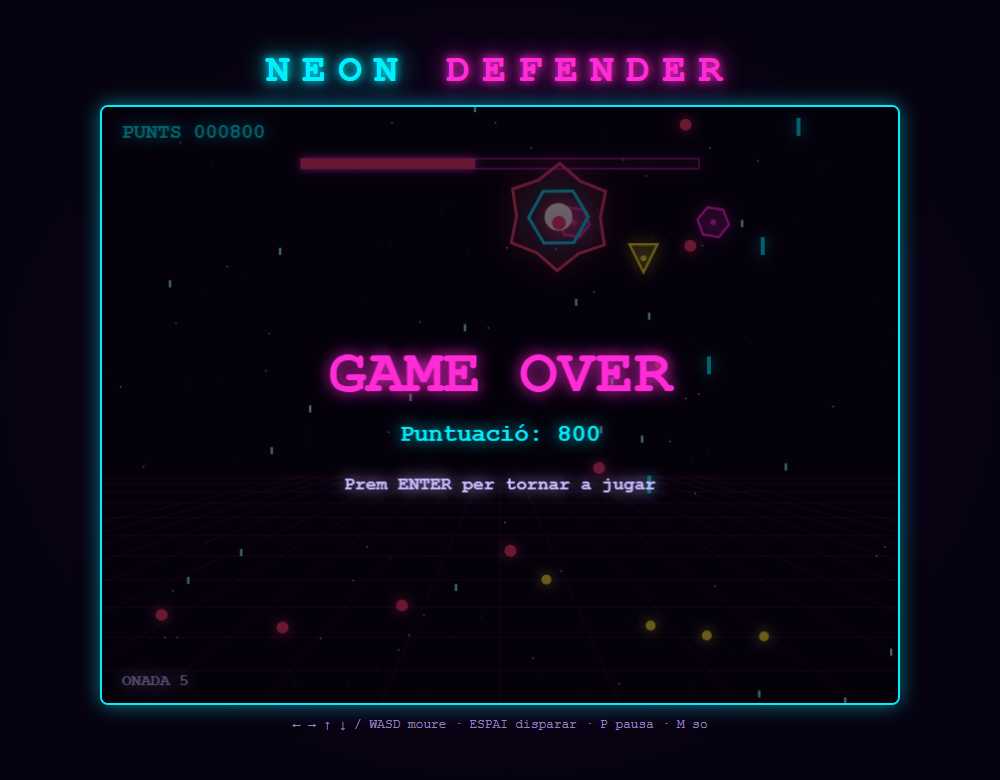 NEON DEFENDER
PUNTS 000800
GAME OVER
Puntuació: 800
Prem ENTER per tornar a jugar
ONADA 5
← → ↑ ↓ / WASD moure · ESPAI disparar · P pausa · M so